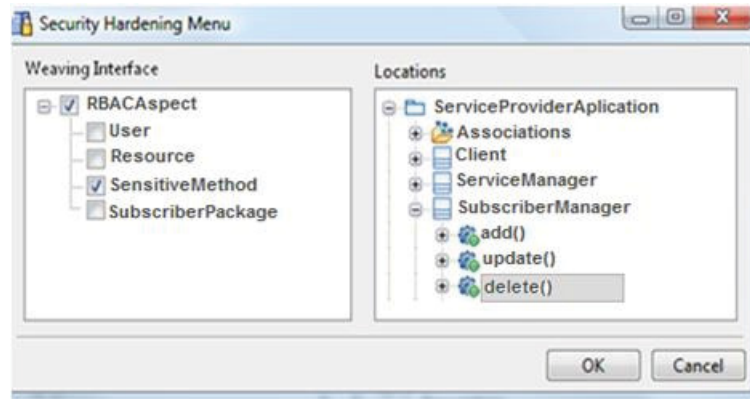 Security Hardening Menu
Weaving Interface
RBACAspect
User
Resource
SensitiveMethod
SubscriberPackage
Locations
ServiceProviderAplication
Associations
Client
ServiceManager
SubscriberManager
add()
update()
delete()
OK
Cancel